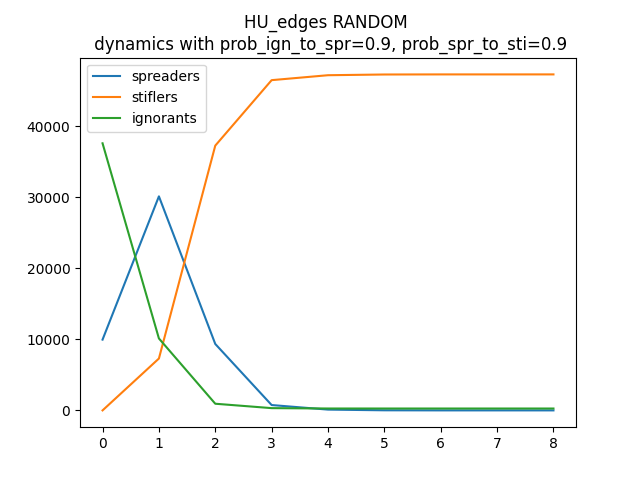 HU_edges RANDOM
dynamics with prob_ign_to_spr=0.9, prob_spr_to_sti=0.9
spreaders
stiflers
ignorants
40000
30000
20000
10000
0
0 1 2 3 4 5 6 7 8